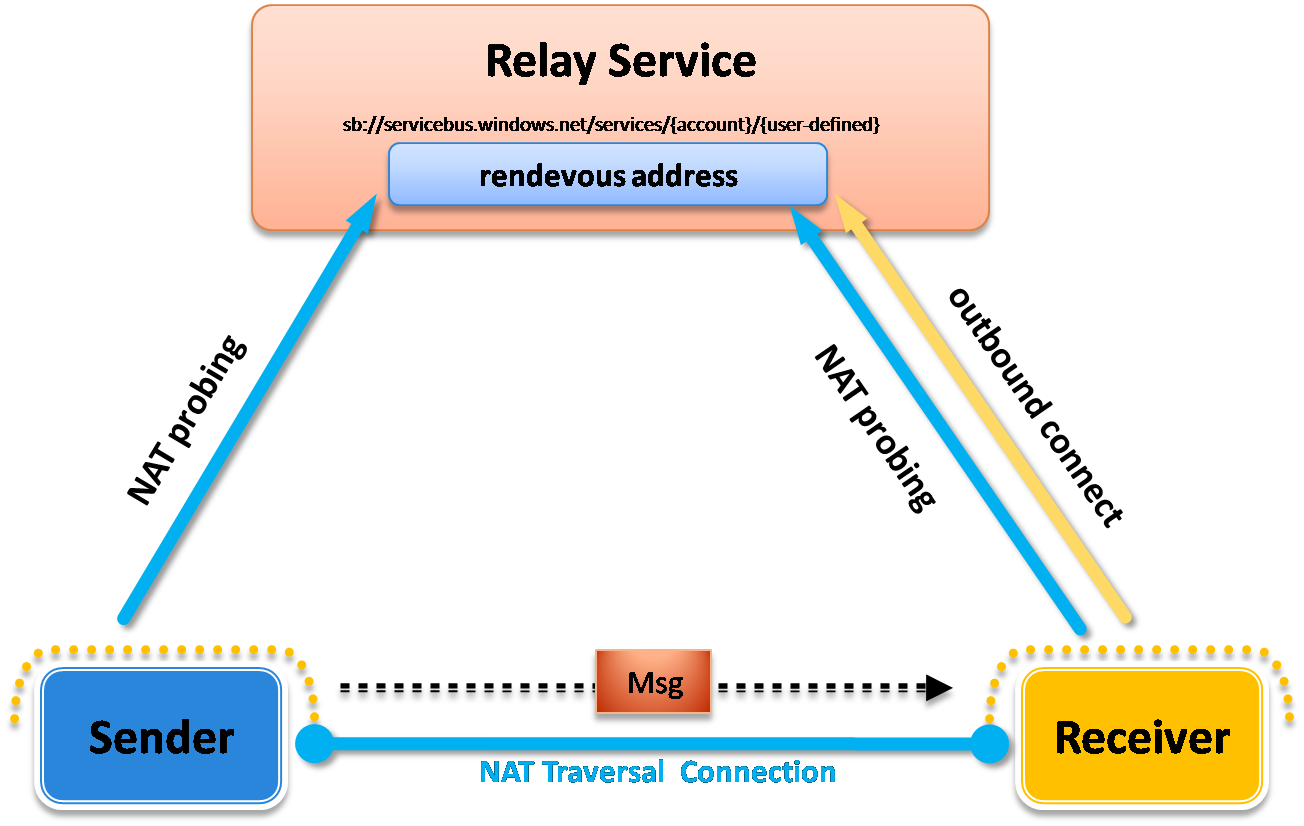 Relay Service
sb://servicebus.windows.net/services/{account}/{user-defined}
rendevous address
NAT probing
NAT probing
outbound connect
Msg
Sender
Receiver
NAT Traversal Connection